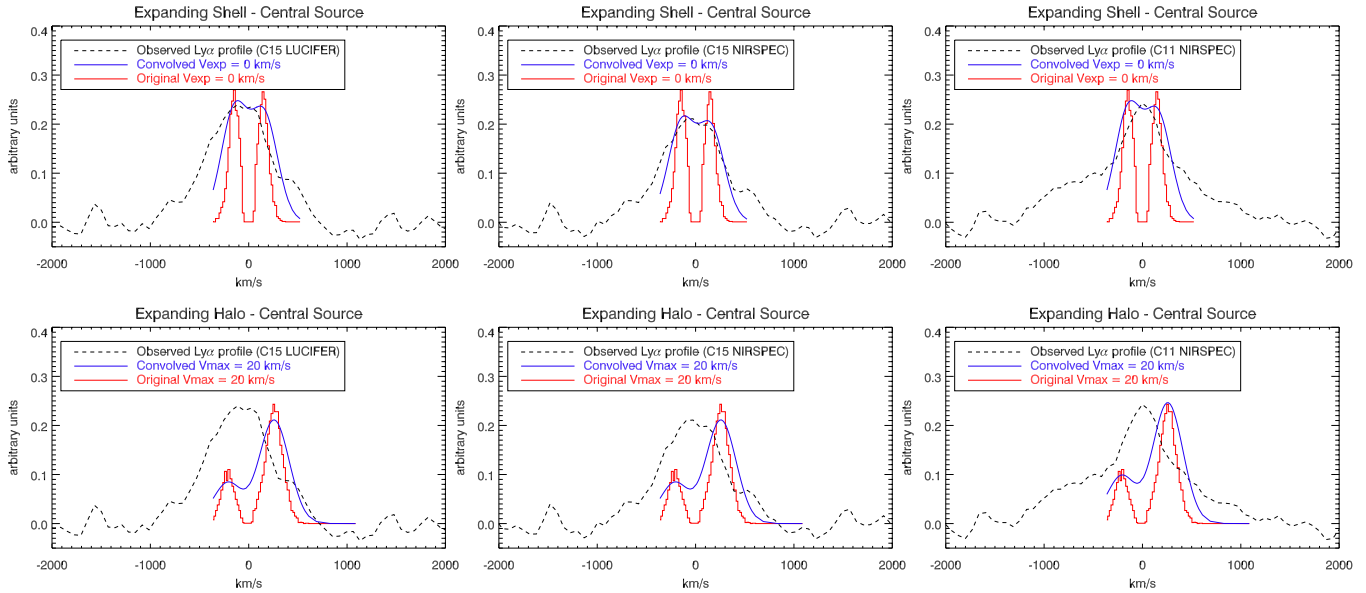 Expanding Shell - Central Source
Expanding Shell - Central Source
Expanding Shell - Central Source
0.4
0.3
0.2
0.1
0.0
arbitrary units
Observed Lyα profile (C15 LUCIFER)
Convolved Vexp = 0 km/s
Original Vexp = 0 km/s
-2000
-1000
0
1000
2000
km/s
0.4
0.3
0.2
0.1
0.0
arbitrary units
Observed Lyα profile (C15 NIRSPEC)
Convolved Vexp = 0 km/s
Original Vexp = 0 km/s
-2000
-1000
0
1000
2000
km/s
0.4
0.3
0.2
0.1
0.0
arbitrary units
Observed Lyα profile (C11 NIRSPEC)
Convolved Vexp = 0 km/s
Original Vexp = 0 km/s
-2000
-1000
0
1000
2000
km/s
Expanding Halo - Central Source
Expanding Halo - Central Source
Expanding Halo - Central Source
0.4
0.3
0.2
0.1
0.0
arbitrary units
Observed Lyα profile (C15 LUCIFER)
Convolved Vmax = 20 km/s
Original Vmax = 20 km/s
-2000
-1000
0
1000
2000
km/s
0.4
0.3
0.2
0.1
0.0
arbitrary units
Observed Lyα profile (C15 NIRSPEC)
Convolved Vmax = 20 km/s
Original Vmax = 20 km/s
-2000
-1000
0
1000
2000
km/s
0.4
0.3
0.2
0.1
0.0
arbitrary units
Observed Lyα profile (C11 NIRSPEC)
Convolved Vmax = 20 km/s
Original Vmax = 20 km/s
-2000
-1000
0
1000
2000
km/s